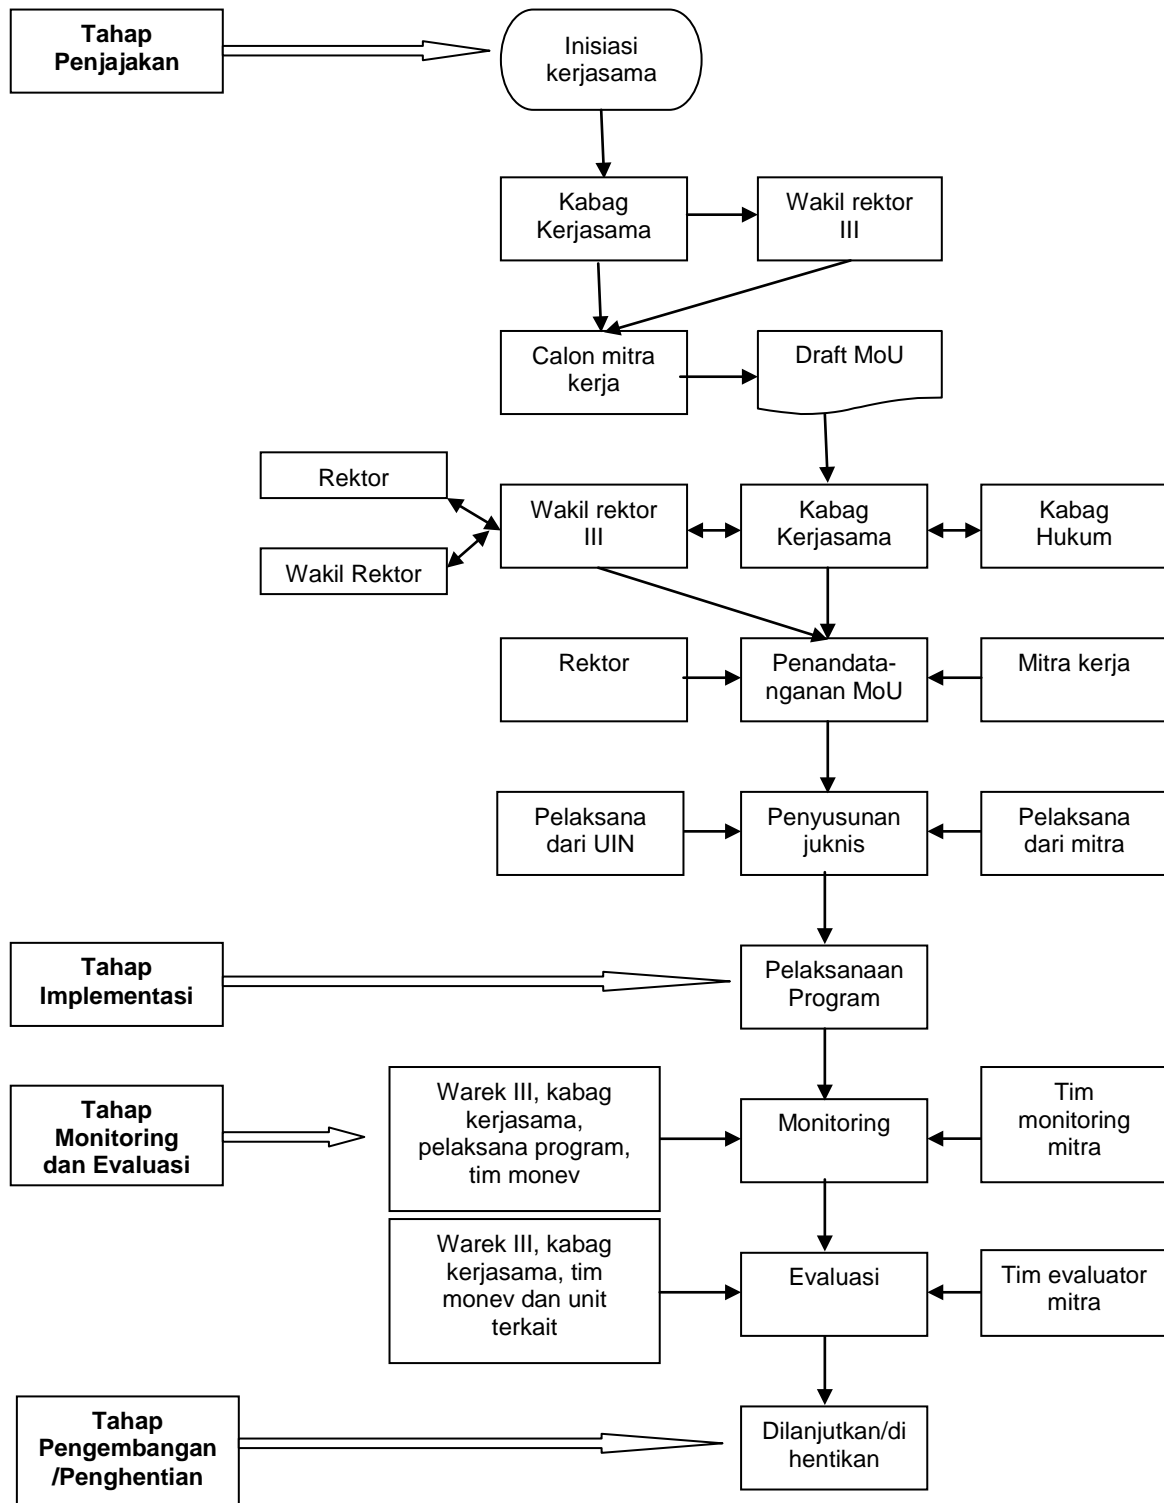 Tahap
Penjajakan
Inisiasi
kerjasama
Kabag
Kerjasama
Wakil rektor
III
Calon mitra
kerja
Draft MoU
Rektor
Wakil Rektor
Wakil rektor
III
Kabag
Kerjasama
Kabag
Hukum
Rektor
Penandata-
nganan MoU
Mitra kerja
Pelaksana
dari UIN
Penyusunan
juknis
Pelaksana
dari mitra
Tahap
Implementasi
Pelaksanaan
Program
Tahap
Monitoring
dan Evaluasi
Warek III, kabag
kerjasama,
pelaksana program,
tim monev
Monitoring
Tim
monitoring
mitra
Warek III, kabag
kerjasama, tim
monev dan unit
terkait
Evaluasi
Tim evaluator
mitra
Tahap
Pengembangan
/Penghentian
Dilanjutkan/di
hentikan